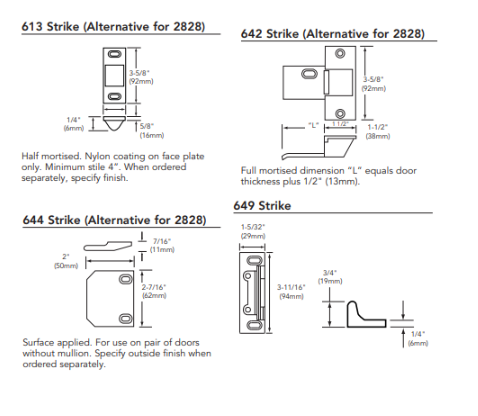 613 Strike (Alternative for 2828)
3-5/8"
(92mm)
1/4"
(6mm)
5/8"
(16mm)
Half mortised. Nylon coating on face plate
only. Minimum stile 4". When ordered
separately, specify finish.
642 Strike (Alternative for 2828)
3-5/8"
(92mm)
"L"
1 1/2"
1-1/2"
(38mm)
Full mortised dimension "L" equals door
thickness plus 1/2" (13mm).
644 Strike (Alternative for 2828)
7/16"
(11mm)
2"
(50mm)
2-7/16"
(62mm)
Surface applied. For use on pair of doors
without mullion. Specify outside finish when
ordered separately.
649 Strike
1-5/32"
(29mm)
3-11/16"
(94mm)
3/4"
(19mm)
1/4"
(6mm)